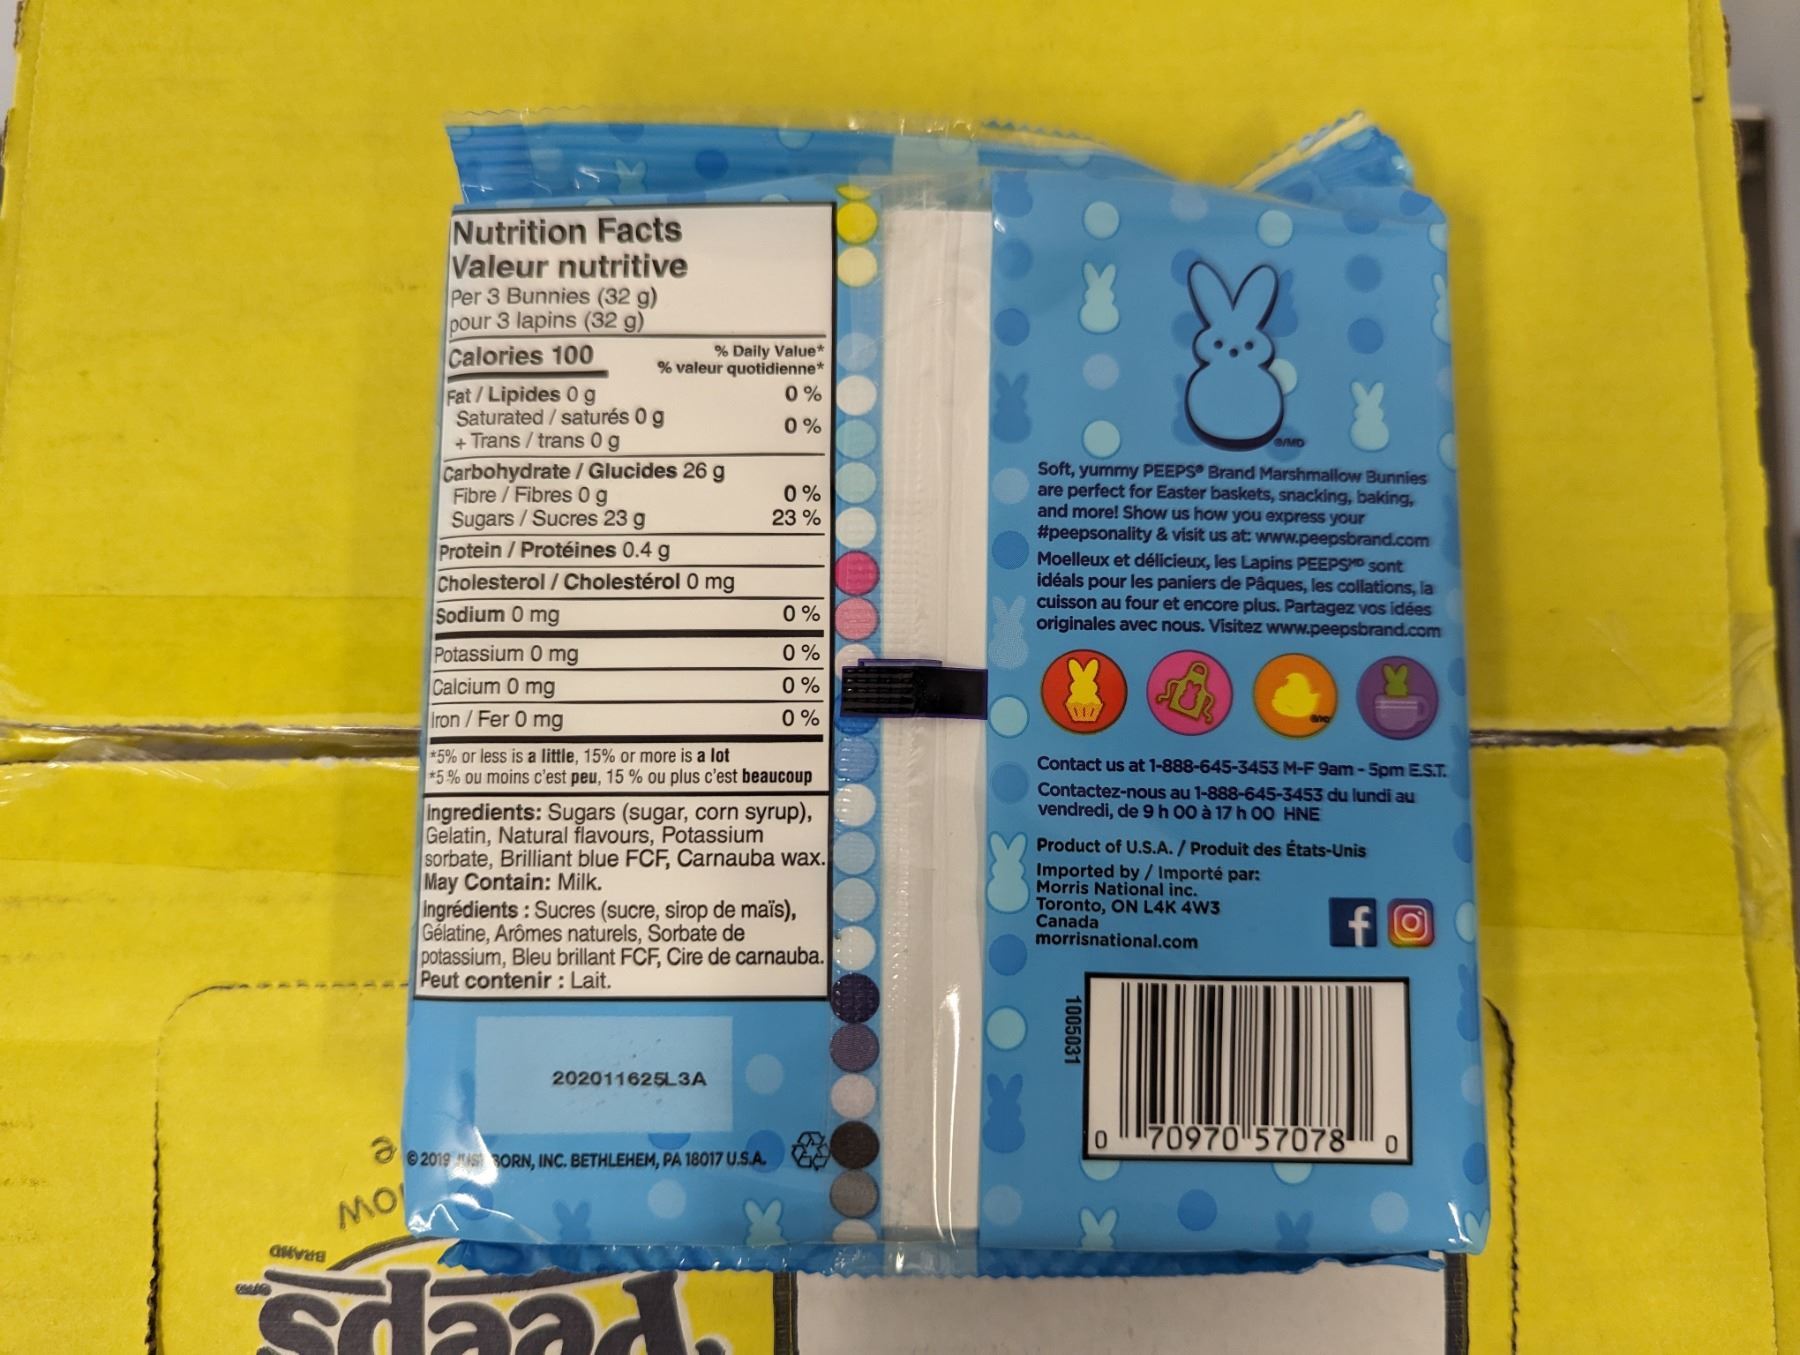 Nutrition Facts
Valeur nutritive
Per 3 Bunnies (32 g)
pour 3 lapins (32 g)
Calories 100
% Daily Value*
% valeur quotidienne*
Fat / Lipides 0 g 0 %
Saturated / saturés 0 g
+ Trans / trans 0 g 0 %
Carbohydrate / Glucides 26 g
Fibre / Fibres 0 g 0 %
Sugars / Sucres 23 g 23 %
Protein / Protéines 0.4 g
Cholesterol / Cholestérol 0 mg
Sodium 0 mg 0 %
Potassium 0 mg 0 %
Calcium 0 mg 0 %
Iron / Fer 0 mg 0 %
*5% or less is a little, 15% or more is a lot
*5 % ou moins c'est peu, 15 % ou plus c'est beaucoup
Ingredients: Sugars (sugar, corn syrup),
Gelatin, Natural flavours, Potassium
sorbate, Brilliant blue FCF, Carnauba wax.
May Contain: Milk.
Ingrédients : Sucres (sucre, sirop de maïs),
Gélatine, Arômes naturels, Sorbate de
potassium, Bleu brillant FCF, Cire de carnauba.
Peut contenir : Lait.
202011625L3A
© 2019 JUST BORN, INC. BETHLEHEM, PA 18017 U.S.A.
®/MD
Soft, yummy PEEPS® Brand Marshmallow Bunnies
are perfect for Easter baskets, snacking, baking,
and more! Show us how you express your
#peepsonality & visit us at: www.peepsbrand.com
Moelleux et délicieux, les Lapins PEEPSMD sont
idéals pour les paniers de Pâques, les collations, la
cuisson au four et encore plus. Partagez vos idées
originales avec nous. Visitez www.peepsbrand.com
®/MD
Contact us at 1-888-645-3453 M-F 9am - 5pm E.S.T.
Contactez-nous au 1-888-645-3453 du lundi au
vendredi, de 9 h 00 à 17 h 00 HNE
Product of U.S.A. / Produit des États-Unis
Imported by / Importé par:
Morris National inc.
Toronto, ON L4K 4W3
Canada
morrisnational.com
f
1005031
0 70970 57078 0
BRAND
Peeps